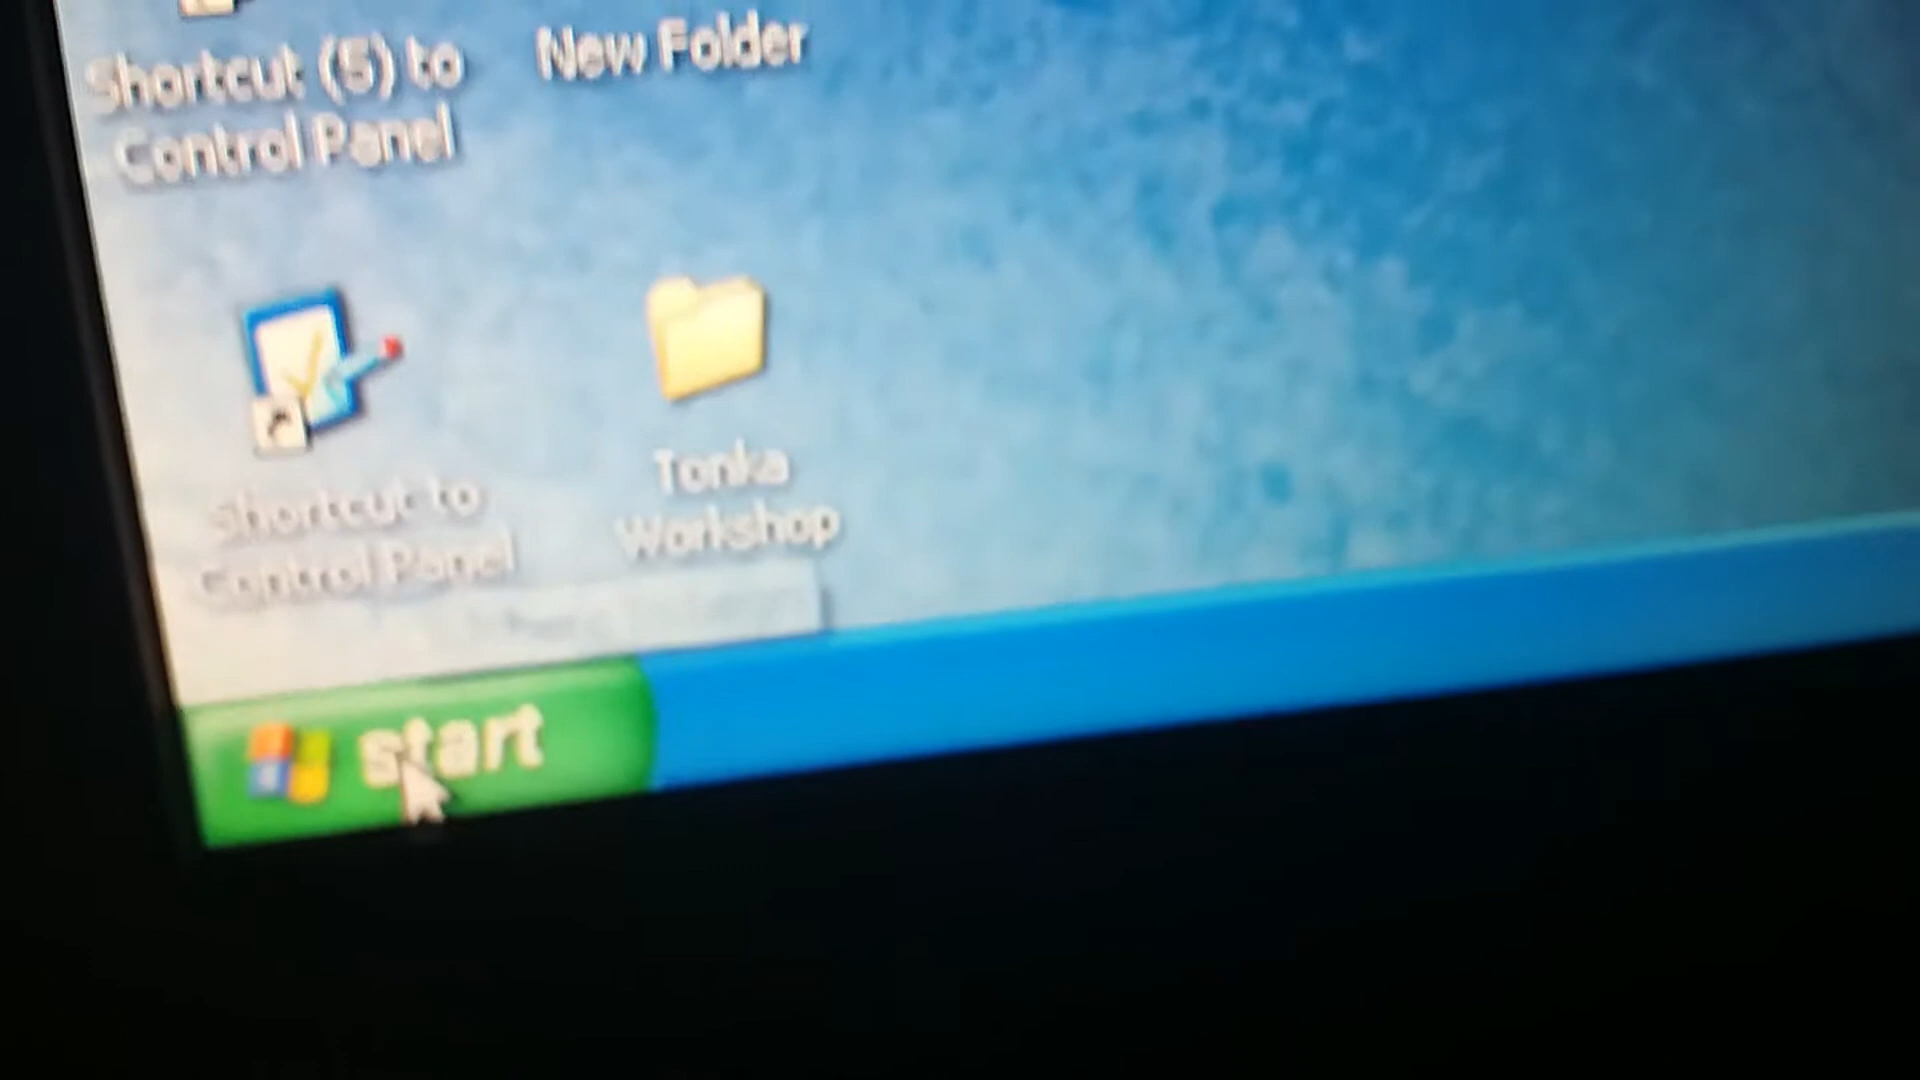 Shortcut (5) to
Control Panel
New Folder
Shortcut to
Control Panel
Tonka
Workshop
start